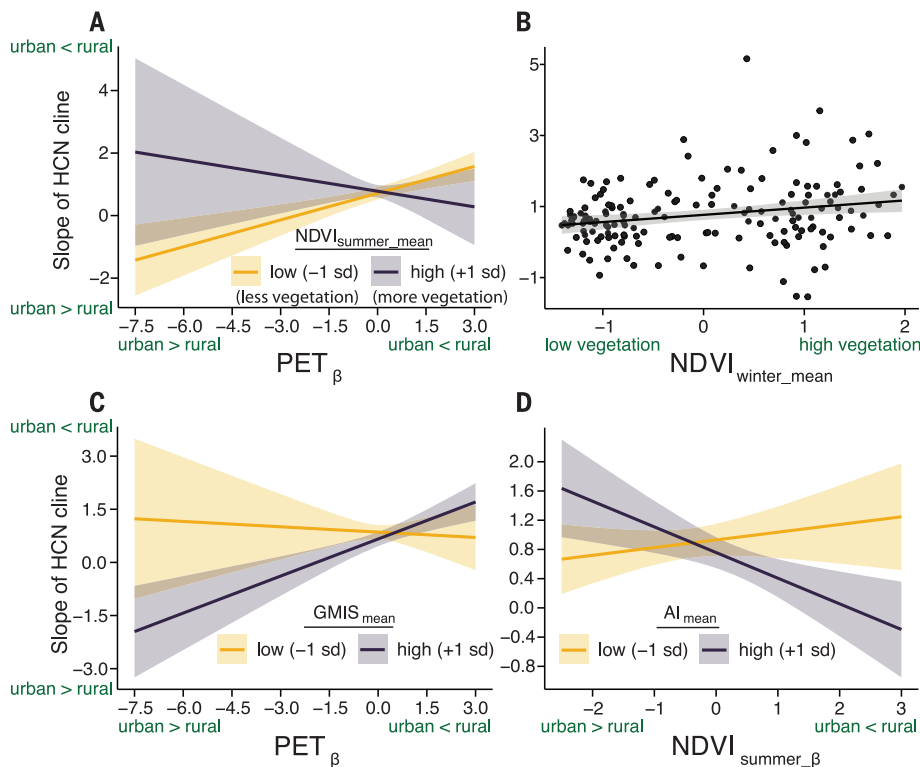 A
urban < rural
4
2
0
−2
Slope of HCN cline
urban > rural
NDVIsummer_mean
low (−1 sd) high (+1 sd)
(less vegetation) (more vegetation)
−7.5 −6.0 −4.5 −3.0 −1.5 0.0 1.5 3.0
urban > rural urban < rural
PETβ
B
5
3
1
−1
−1 0 1 2
low vegetation high vegetation
NDVIwinter_mean
C
urban < rural
3.0
1.5
0.0
−1.5
−3.0
Slope of HCN cline
urban > rural
GMISmean
low (−1 sd) high (+1 sd)
−7.5 −6.0 −4.5 −3.0 −1.5 0.0 1.5 3.0
urban > rural urban < rural
PETβ
D
2.0
1.6
1.2
0.8
0.4
0.0
−0.4
−0.8
AImean
low (−1 sd) high (+1 sd)
−2 −1 0 1 2 3
urban > rural urban < rural
NDVIsummer_β